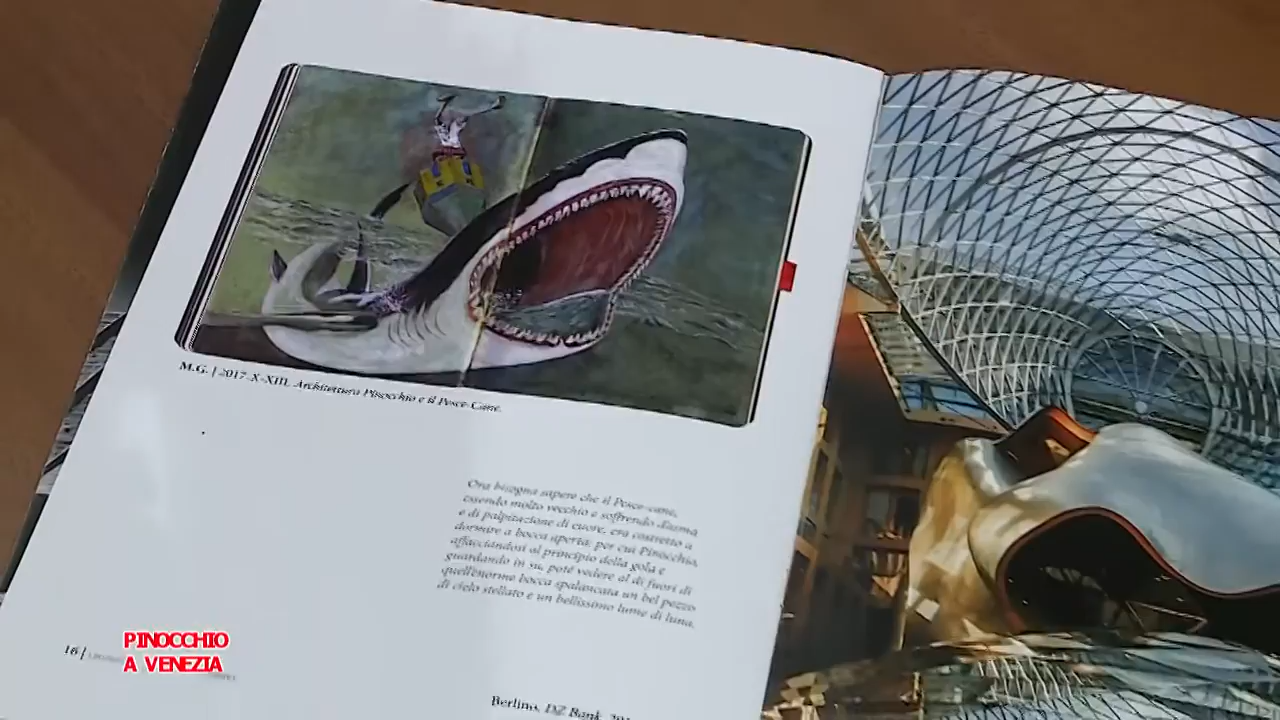 M.G. | 2017. X-XIII. Architettura Pinocchio e il Pesce-Cane.
Ora bisogna sapere che il Pesce-cane,
essendo molto vecchio e soffrendo d'asma
e di palpitazione di cuore, era costretto a
dormire a bocca aperta: per cui Pinocchio,
affacciandosi al principio della gola e
guardando in su, poté vedere al di fuori di
quell'enorme bocca spalancata un bel pezzo
di cielo stellato e un bellissimo lume di luna.
16 |
PINOCCHIO
A VENEZIA
Berlino, DZ Bank,